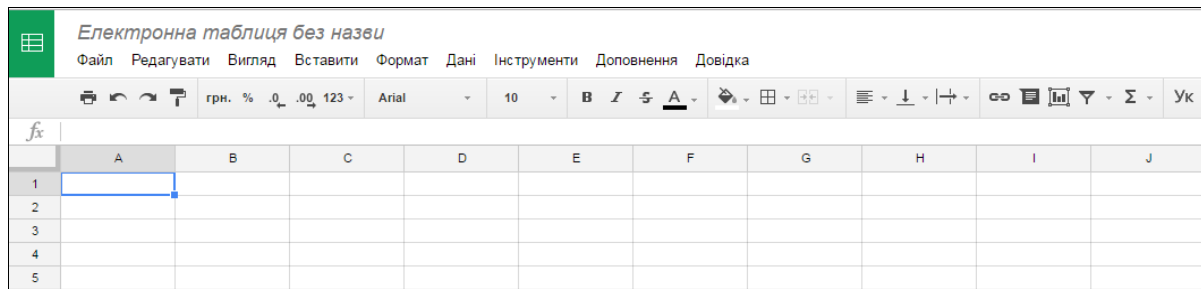 Електронна таблиця без назви
Файл Редагувати Вигляд Вставити Формат Дані Інструменти Доповнення Довідка
грн. % .0 .00 123 Arial 10 B I S A Σ Ук
fx
A B C D E F G H I J
1
2
3
4
5